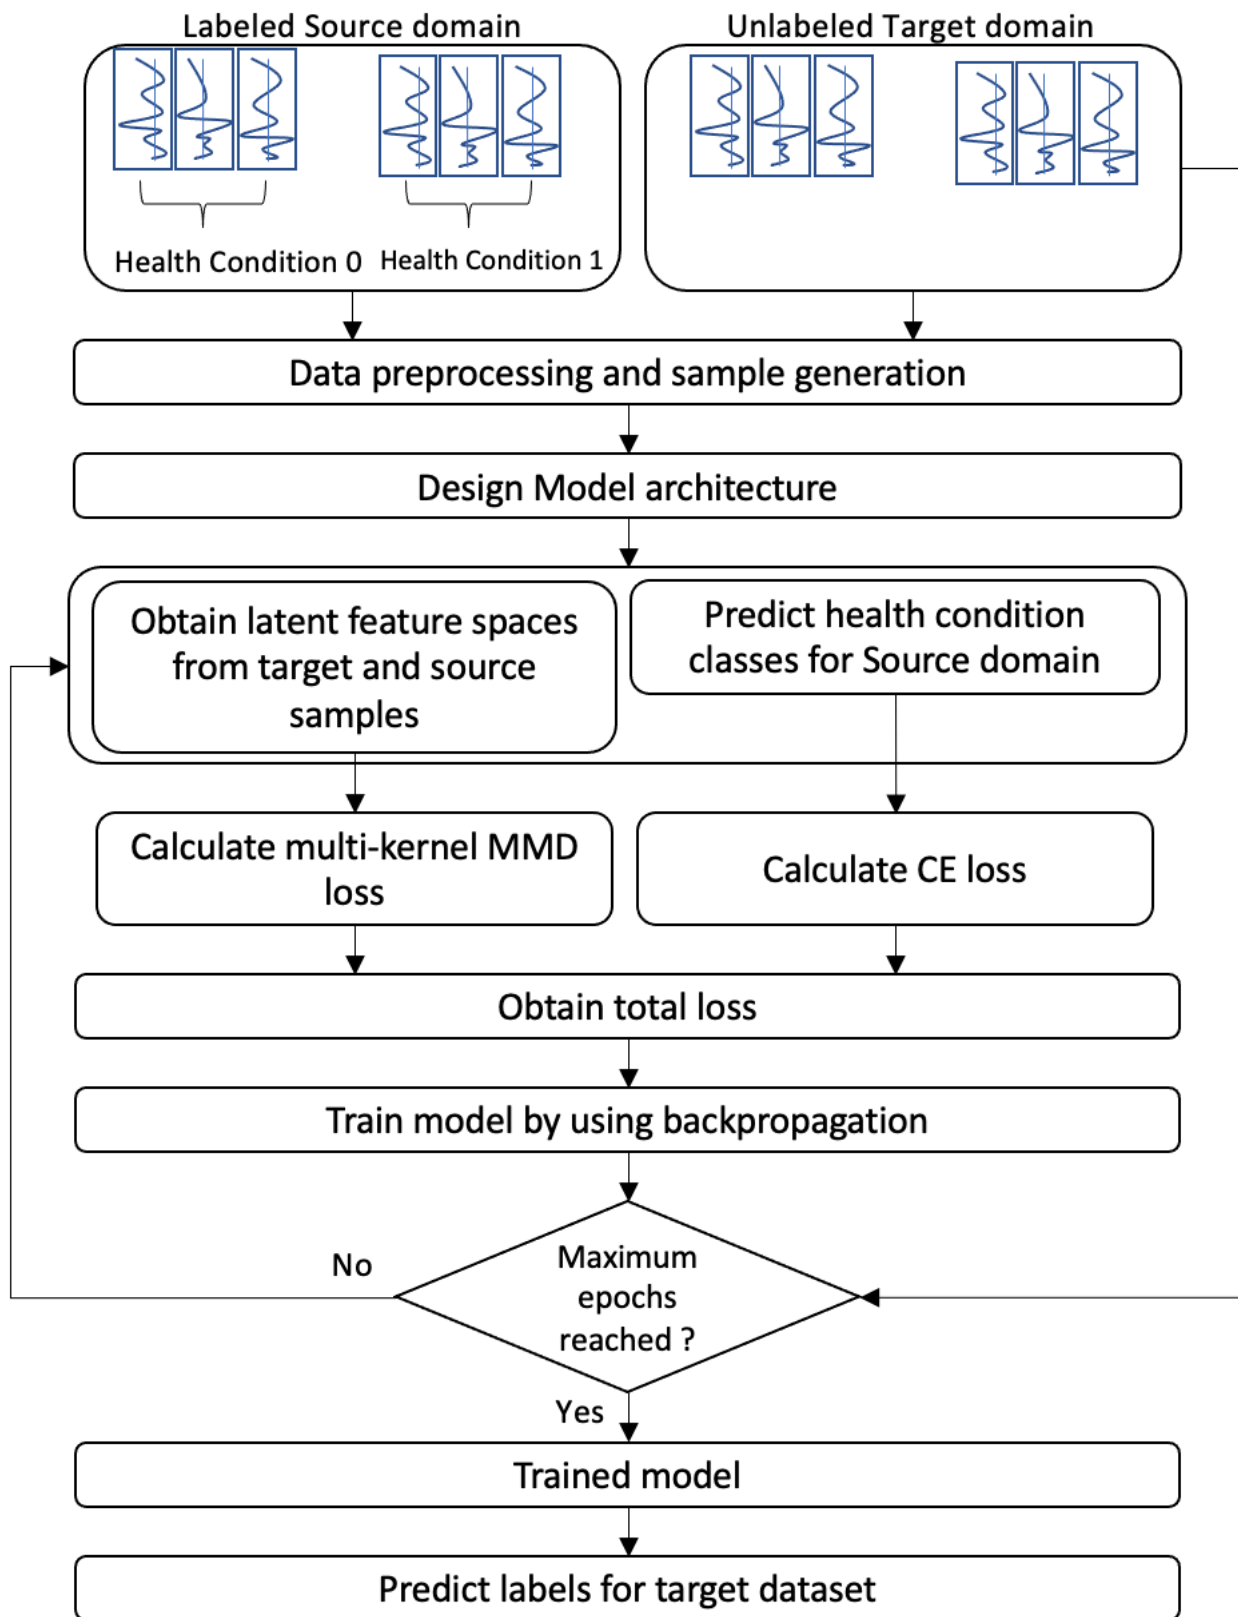 Labeled Source domain
Unlabeled Target domain
Health Condition 0
Health Condition 1
Data preprocessing and sample generation
Design Model architecture
Obtain latent feature spaces
from target and source
samples
Predict health condition
classes for Source domain
Calculate multi-kernel MMD
loss
Calculate CE loss
Obtain total loss
Train model by using backpropagation
No
Maximum
epochs
reached ?
Yes
Trained model
Predict labels for target dataset